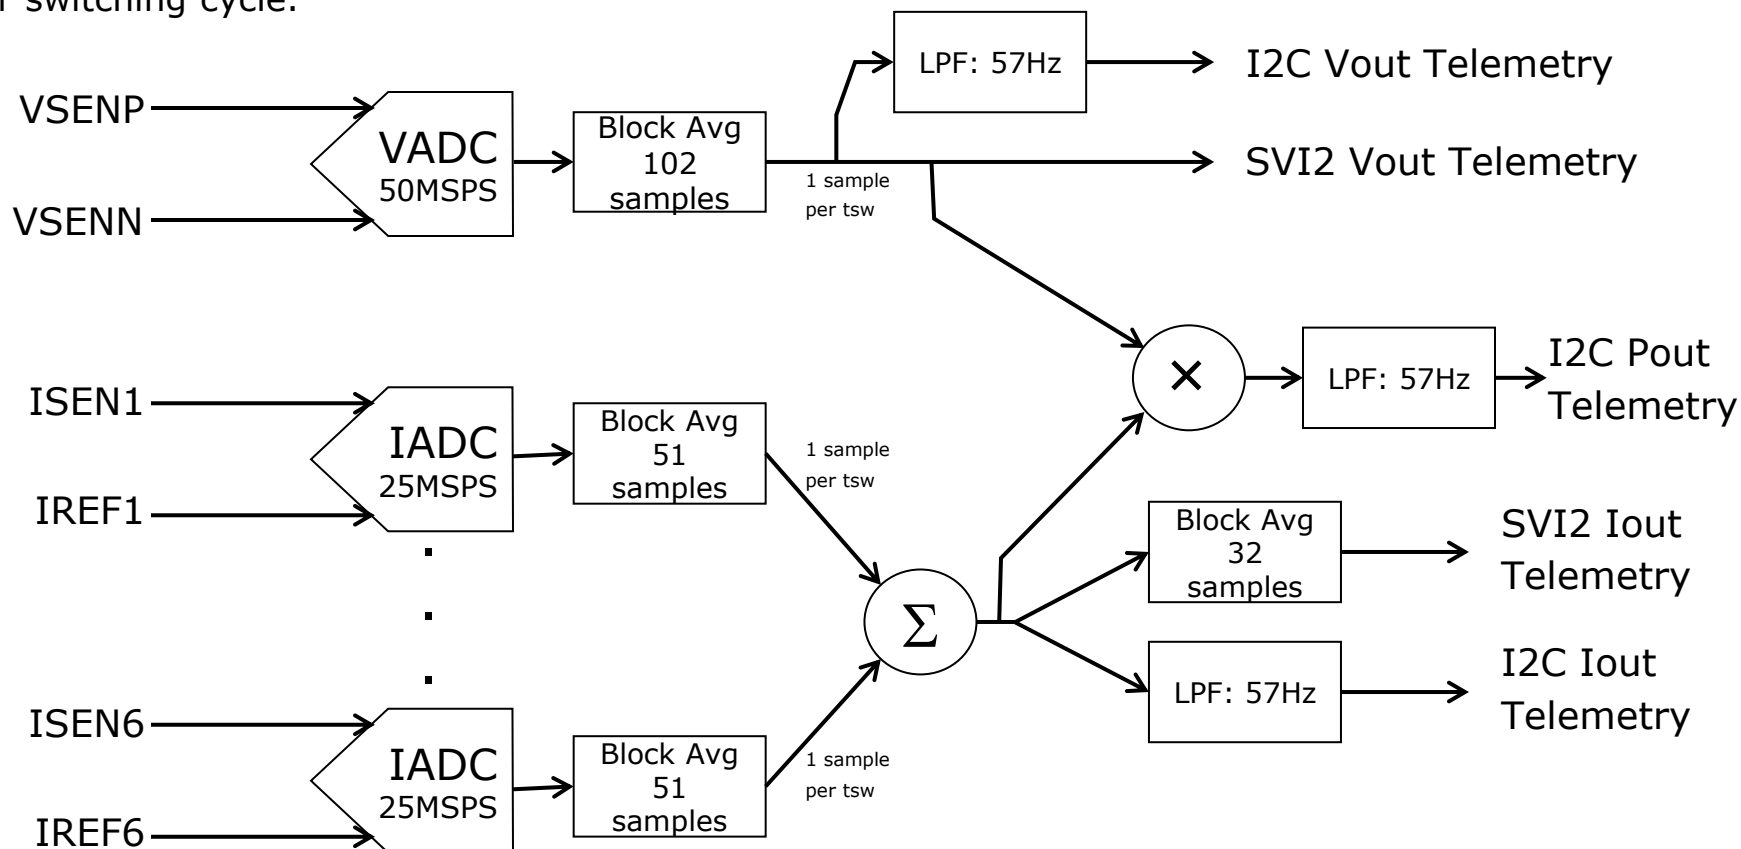 switching cycle.
LPF: 57Hz
I2C Vout Telemetry
VSENP
VADC
50MSPS
Block Avg
102
samples
SVI2 Vout Telemetry
1 sample
per tsw
VSENN
×
LPF: 57Hz
I2C Pout
Telemetry
ISEN1
IADC
25MSPS
Block Avg
51
samples
1 sample
per tsw
IREF1
.
.
.
Block Avg
32
samples
SVI2 Iout
Telemetry
Σ
LPF: 57Hz
I2C Iout
Telemetry
ISEN6
IADC
25MSPS
Block Avg
51
samples
1 sample
per tsw
IREF6